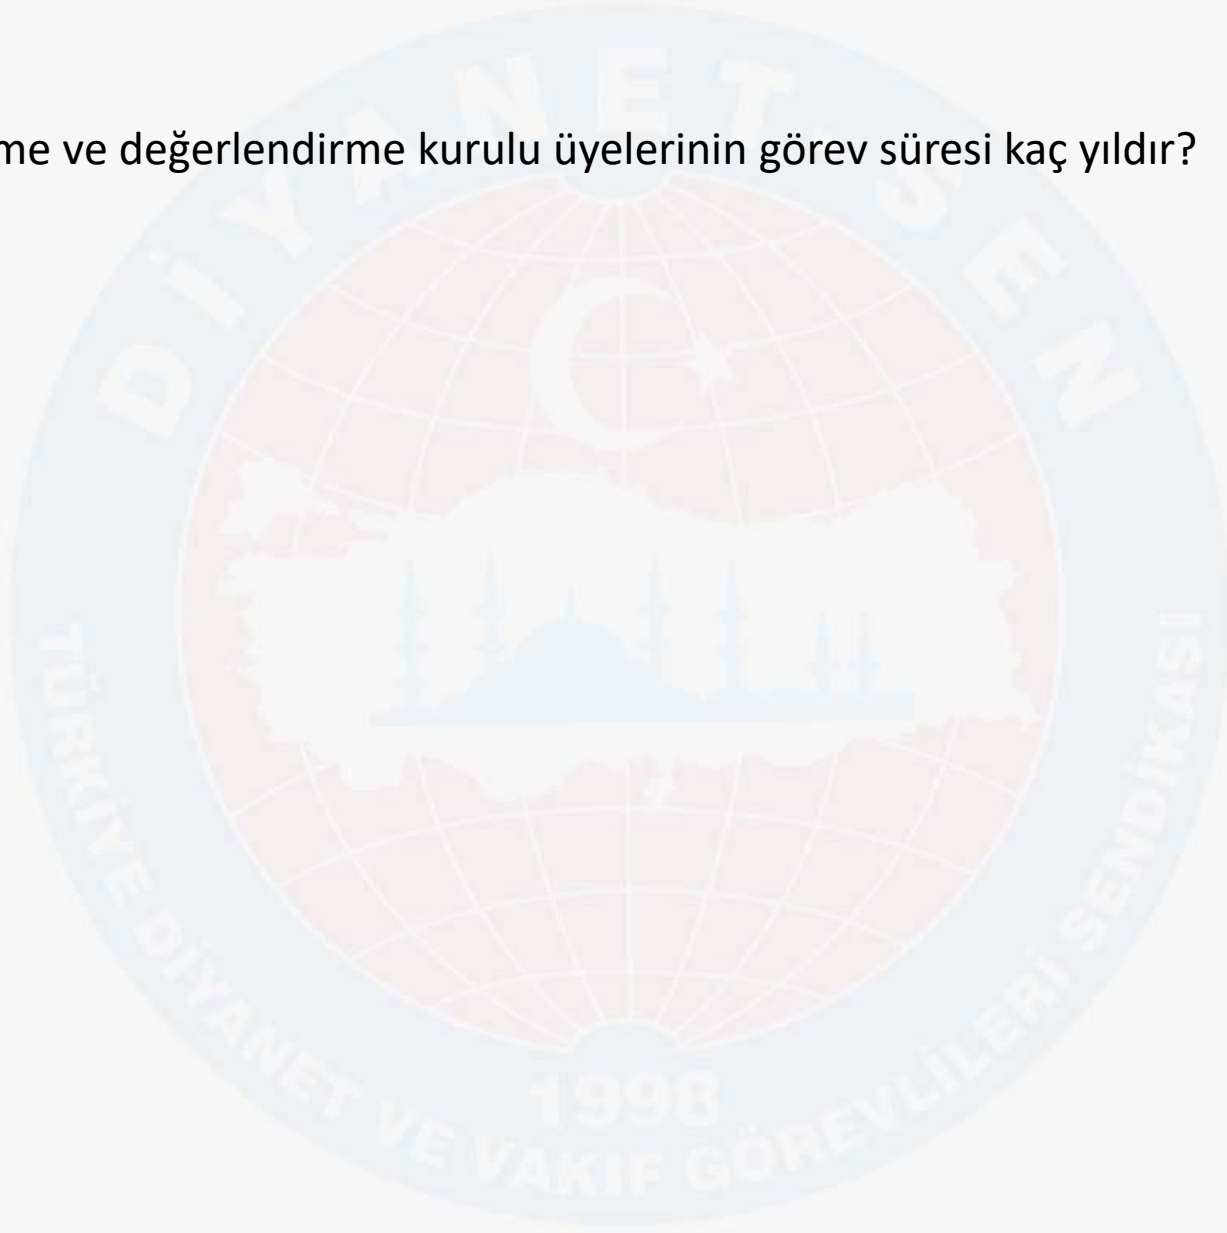 DİYANET-SEN
me ve değerlendirme kurulu üyelerinin görev süresi kaç yıldır?
1998
TÜRKİYE DİYANET VE VAKIF GÖREVLİLERİ SENDİKASI